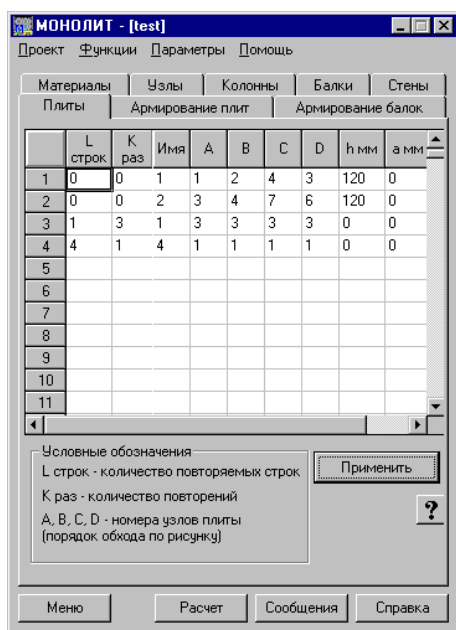 МОНОЛИТ - [test]
Проект Функции Параметры Помощь
Материалы Узлы Колонны Балки Стены
Плиты Армирование плит Армирование балок
L строк K раз Имя A B C D h мм a мм
1 0 0 1 1 2 4 3 120 0
2 0 0 2 3 4 7 6 120 0
3 1 3 1 3 3 3 3 0 0
4 4 1 4 1 1 1 1 0 0
5
6
7
8
9
10
11
Условные обозначения
L строк - количество повторяемых строк
K раз - количество повторений
A, B, C, D - номера узлов плиты
(порядок обхода по рисунку)
Применить
?
Меню Расчет Сообщения Справка